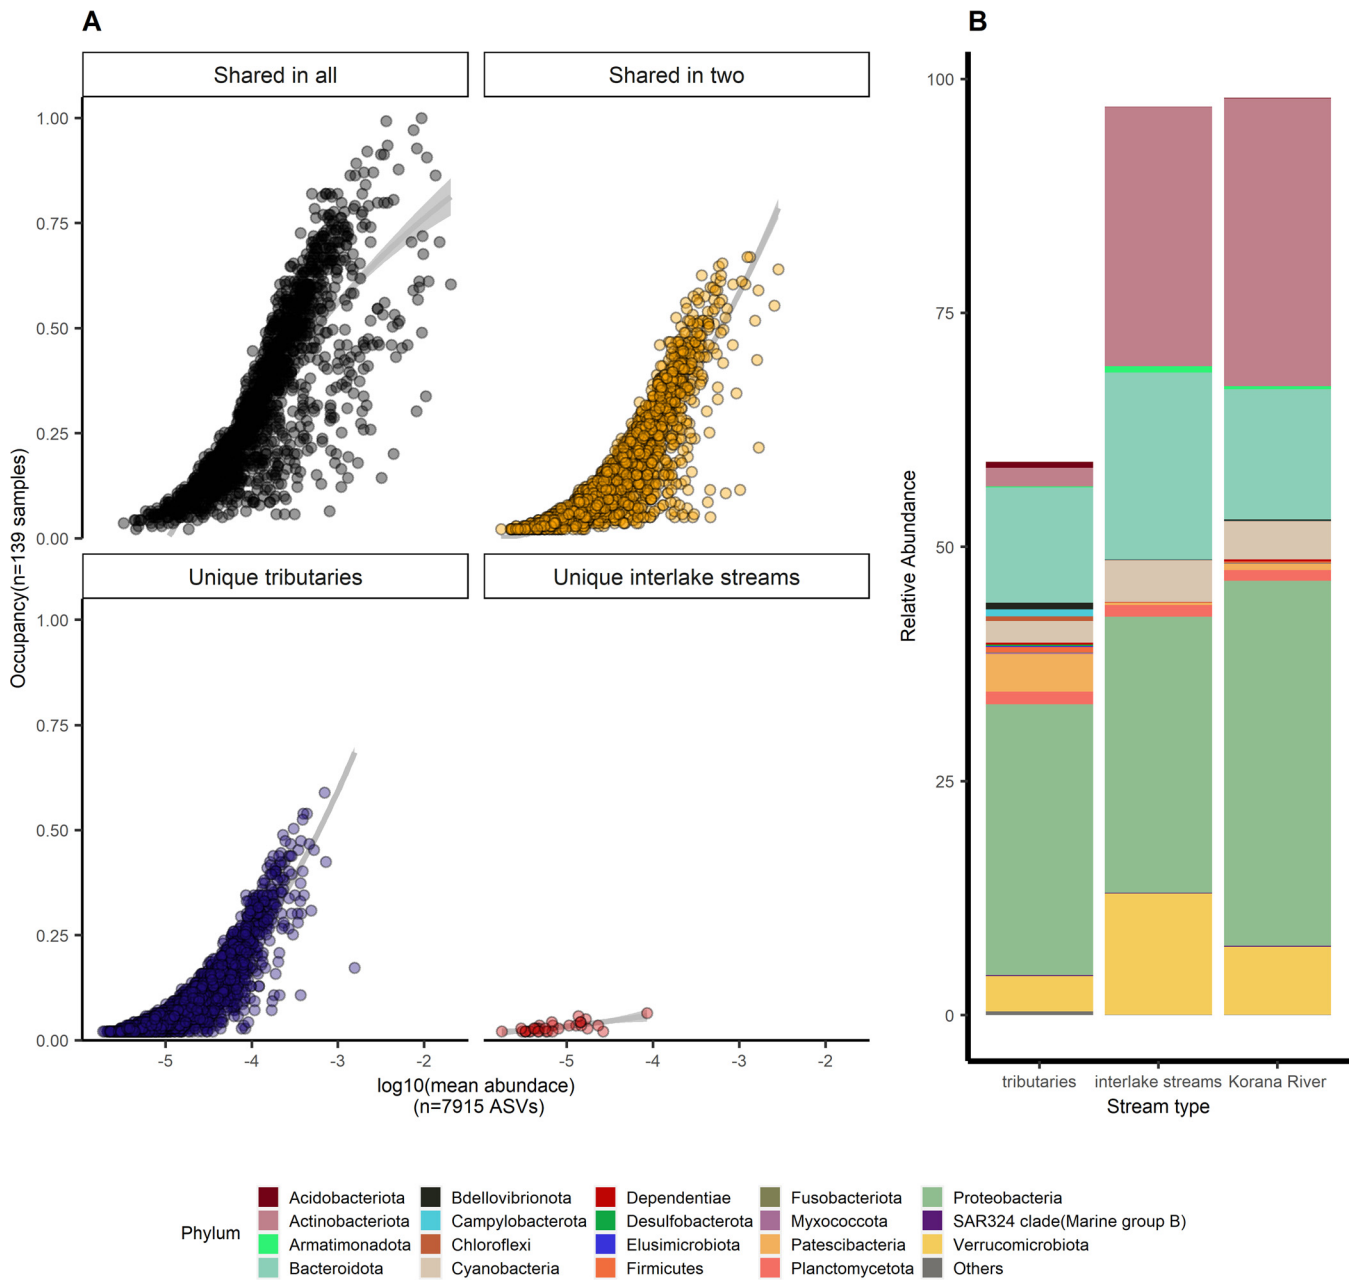 A
B
Shared in all
Shared in two
1.00
0.75
0.50
0.25
0.00
Unique tributaries
Unique interlake streams
1.00
0.75
0.50
0.25
0.00
Occupancy(n=139 samples)
-5
-4
-3
-2
-5
-4
-3
-2
log10(mean abundace)
(n=7915 ASVs)
100
75
50
25
0
Relative Abundance
tributaries
interlake streams
Korana River
Stream type
Phylum
Acidobacteriota
Actinobacteriota
Armatimonadota
Bacteroidota
Bdellovibrionota
Campylobacterota
Chloroflexi
Cyanobacteria
Dependentiae
Desulfobacterota
Elusimicrobiota
Firmicutes
Fusobacteriota
Myxococcota
Patescibacteria
Planctomycetota
Proteobacteria
SAR324 clade(Marine group B)
Verrucomicrobiota
Others